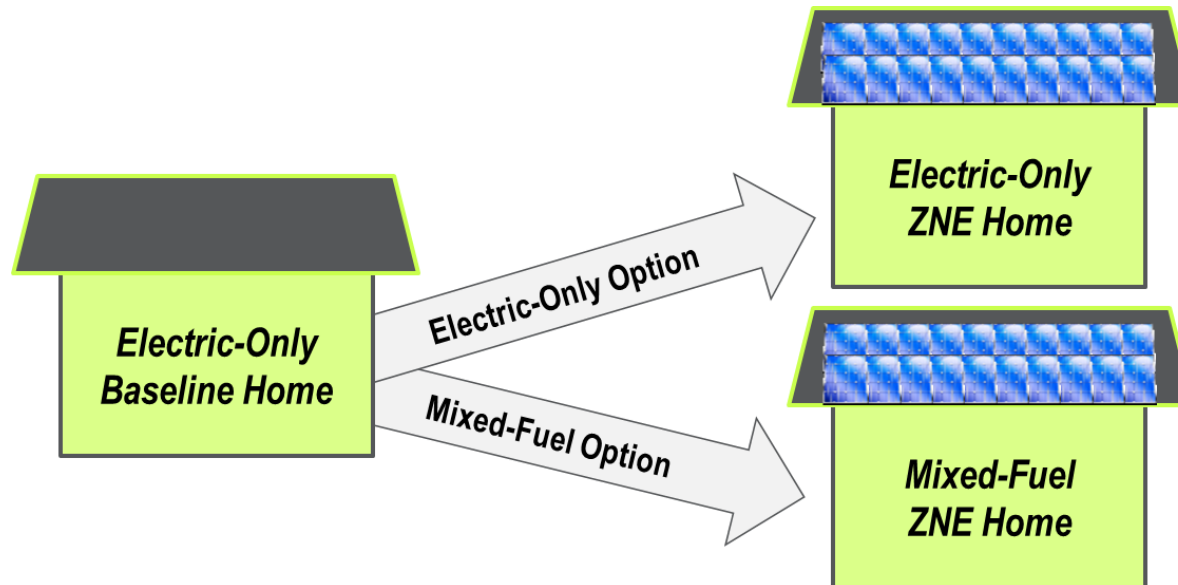 Electric-Only
Baseline Home
Electric-Only Option
Mixed-Fuel Option
Electric-Only
ZNE Home
Mixed-Fuel
ZNE Home